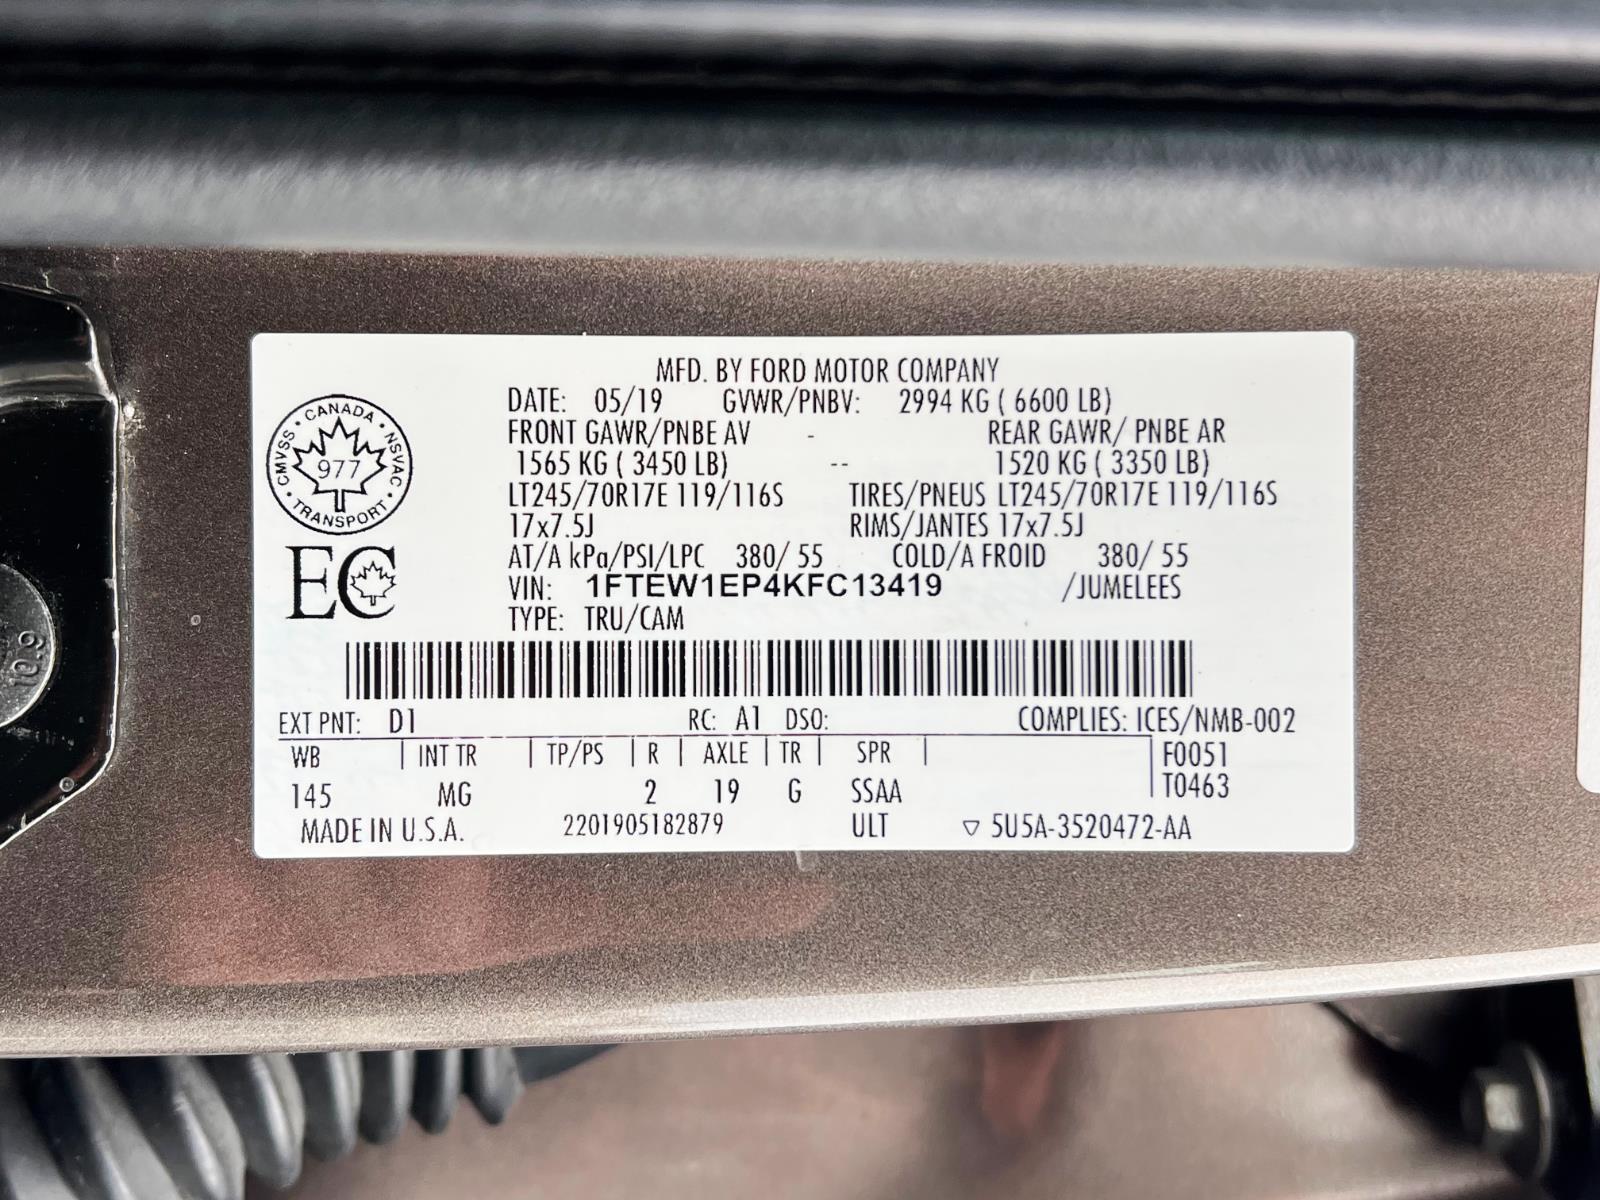 MFD. BY FORD MOTOR COMPANY
DATE: 05/19 GVWR/PNBV: 2994 KG ( 6600 LB)
FRONT GAWR/PNBE AV - REAR GAWR/ PNBE AR
1565 KG ( 3450 LB) -- 1520 KG ( 3350 LB)
LT245/70R17E 119/116S TIRES/PNEUS LT245/70R17E 119/116S
17x7.5J RIMS/JANTES 17x7.5J
AT/A kPa/PSI/LPC 380/ 55 COLD/A FROID 380/ 55
VIN: 1FTEW1EP4KFC13419 /JUMELEES
TYPE: TRU/CAM
CANADA · NSVAC · TRANSPORT · CMVSS ·
977
EC
EXT PNT: D1 RC: A1 DSO: COMPLIES: ICES/NMB-002
WB | INT TR | TP/PS | R | AXLE | TR | SPR | F0051
145 MG 2 19 G SSAA T0463
MADE IN U.S.A. 2201905182879 ULT ▽ 5U5A-3520472-AA
10.9